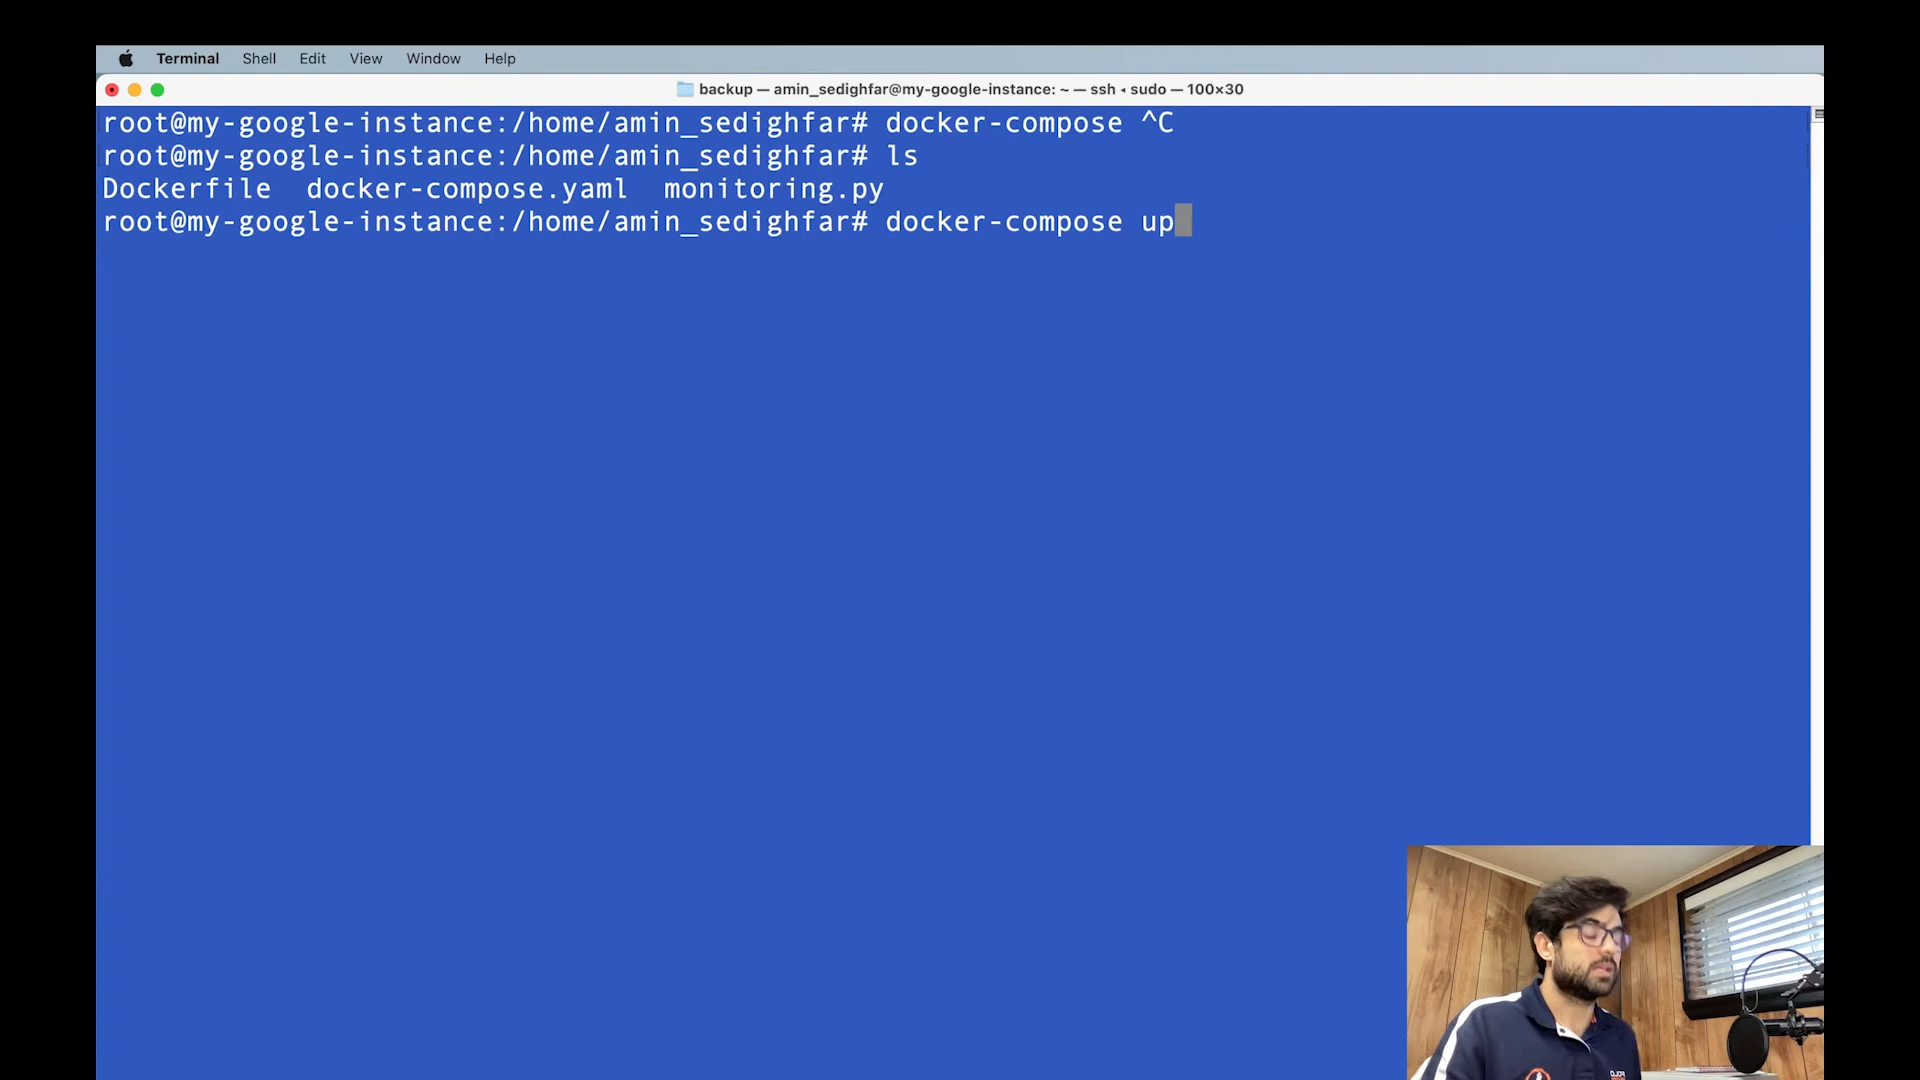 Terminal Shell Edit View Window Help
backup — amin_sedighfar@my-google-instance: ~ — ssh ◂ sudo — 100×30
root@my-google-instance:/home/amin_sedighfar# docker-compose ^C
root@my-google-instance:/home/amin_sedighfar# ls
Dockerfile  docker-compose.yaml  monitoring.py
root@my-google-instance:/home/amin_sedighfar# docker-compose up